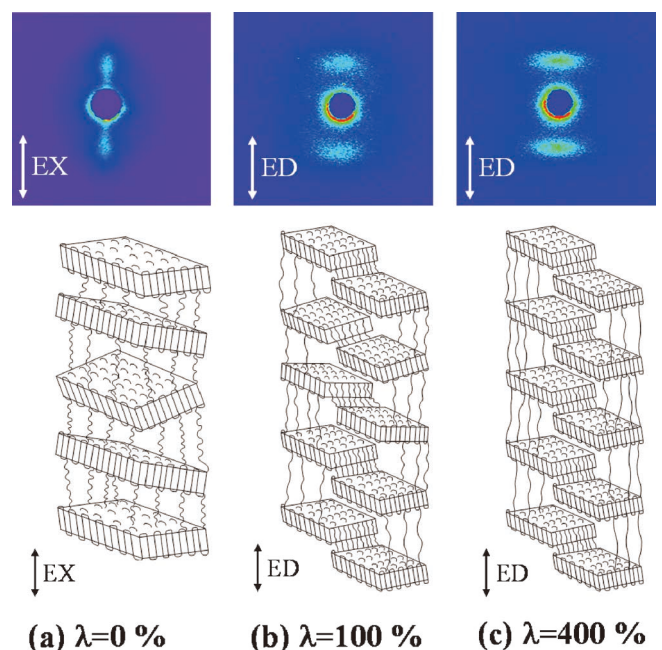 EX
ED
ED
EX
ED
ED
(a) λ=0 %
(b) λ=100 %
(c) λ=400 %